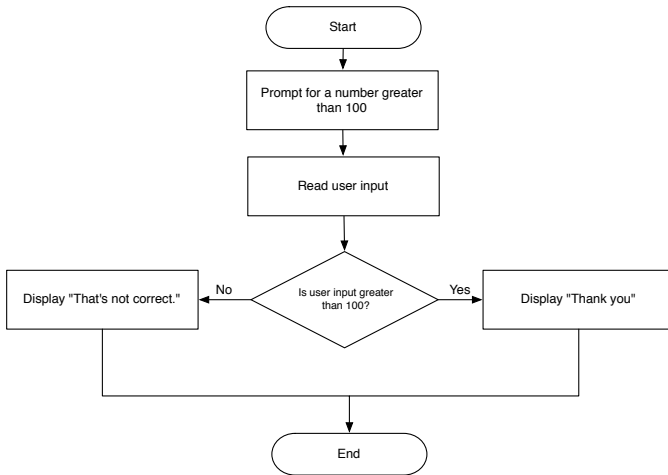 Start
Prompt for a number greater
than 100
Read user input
No
Is user input greater
than 100?
Yes
Display "That's not correct."
Display "Thank you"
End